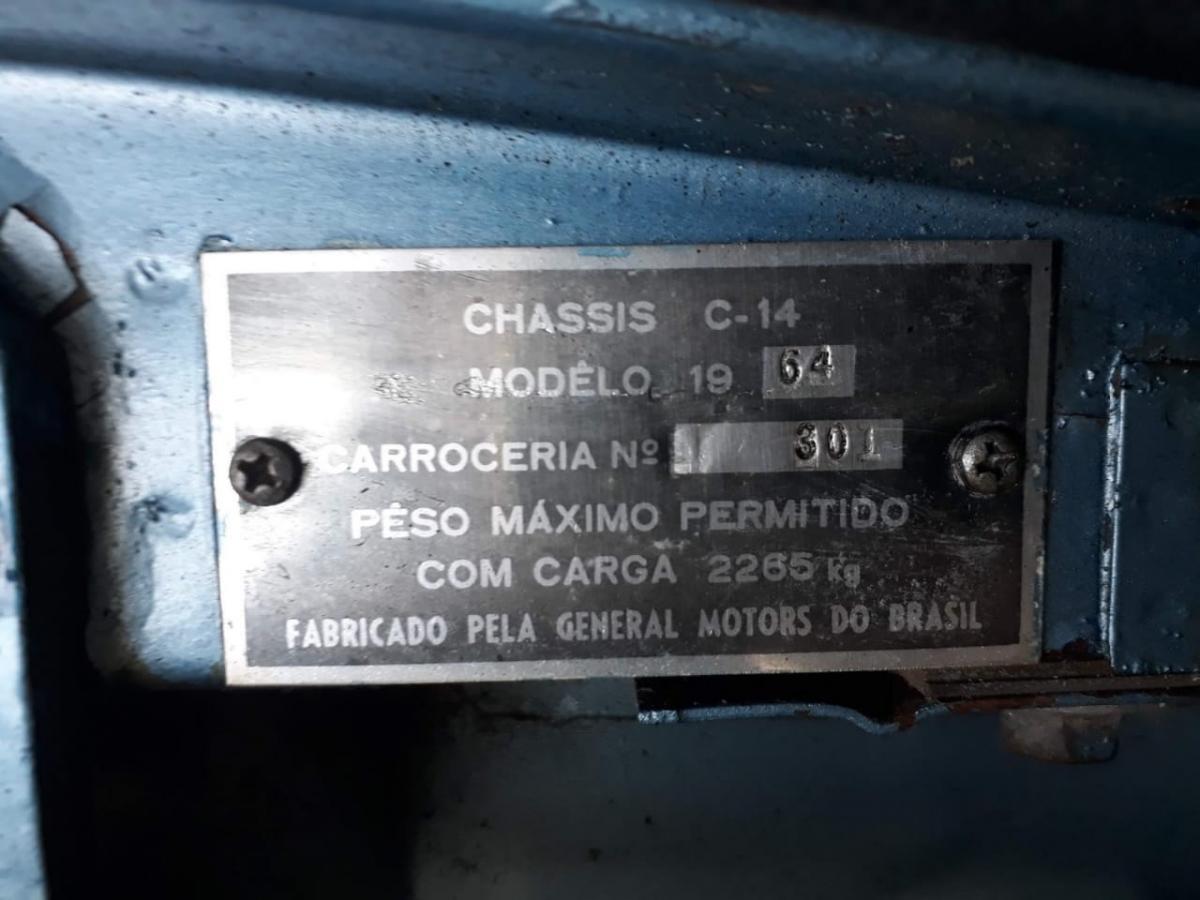 CHASSIS C-14
MODÊLO 19 64
CARROCERIA Nº 301
PÊSO MÁXIMO PERMITIDO
COM CARGA 2265 kg
FABRICADO PELA GENERAL MOTORS DO BRASIL